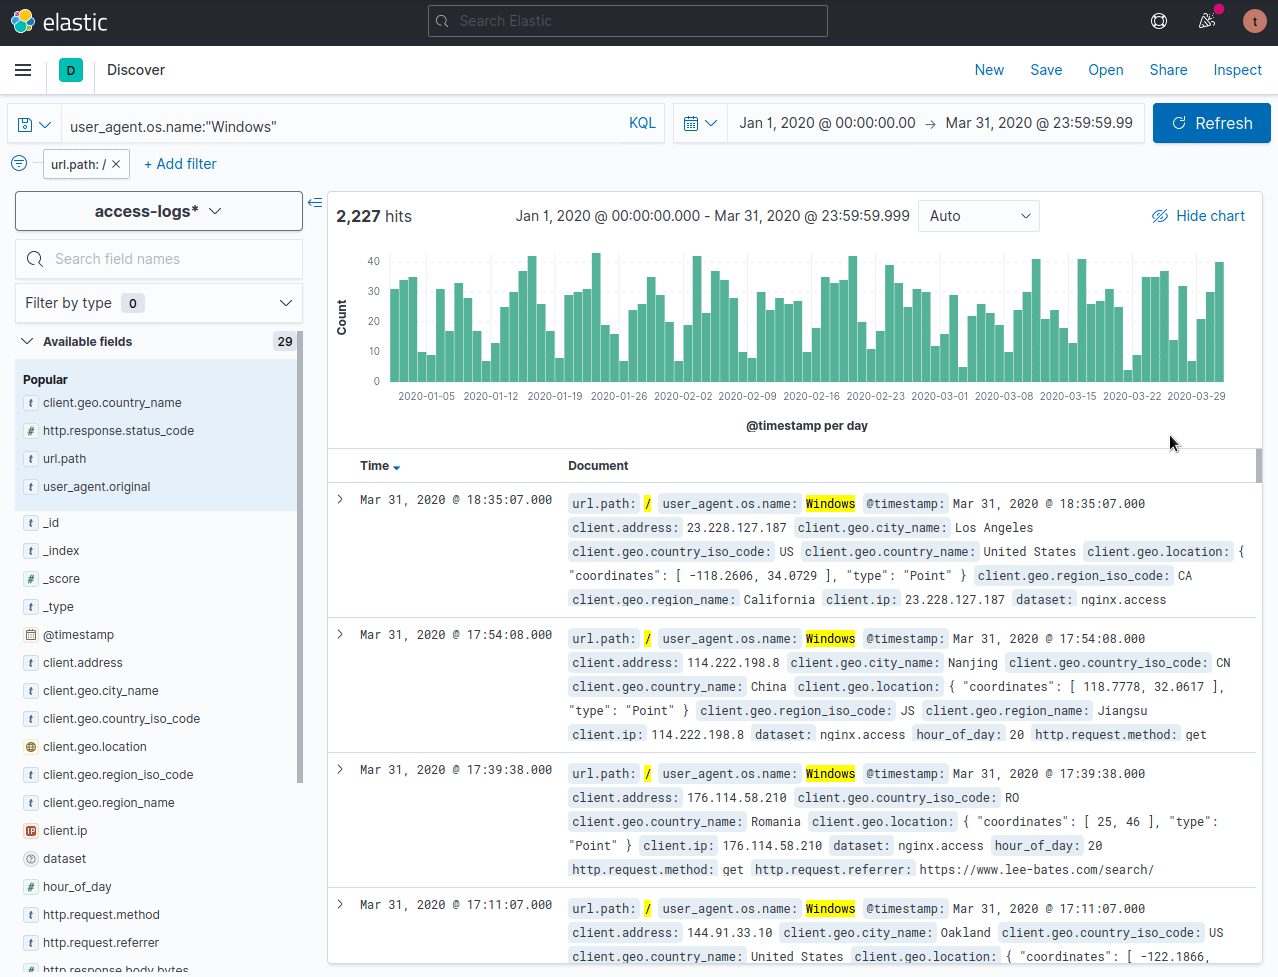 elastic
Search Elastic
t
D
Discover
New Save Open Share Inspect
user_agent.os.name:"Windows"
KQL
Jan 1, 2020 @ 00:00:00.00 → Mar 31, 2020 @ 23:59:59.99
Refresh
url.path: / ×
+ Add filter
access-logs*
Search field names
Filter by type 0
Available fields 29
Popular
t client.geo.country_name
# http.response.status_code
t url.path
t user_agent.original
t _id
t _index
# _score
t _type
@timestamp
t client.address
t client.geo.city_name
t client.geo.country_iso_code
client.geo.location
t client.geo.region_iso_code
t client.geo.region_name
IP client.ip
? dataset
# hour_of_day
t http.request.method
t http.request.referrer
# http.response.body.bytes
2,227 hits
Jan 1, 2020 @ 00:00:00.000 - Mar 31, 2020 @ 23:59:59.999
Auto
Hide chart
Count
40
30
20
10
0
2020-01-05 2020-01-12 2020-01-19 2020-01-26 2020-02-02 2020-02-09 2020-02-16 2020-02-23 2020-03-01 2020-03-08 2020-03-15 2020-03-22 2020-03-29
@timestamp per day
Time Document
Mar 31, 2020 @ 18:35:07.000
url.path: / user_agent.os.name: Windows @timestamp: Mar 31, 2020 @ 18:35:07.000
client.address: 23.228.127.187 client.geo.city_name: Los Angeles
client.geo.country_iso_code: US client.geo.country_name: United States client.geo.location: {
"coordinates": [ -118.2606, 34.0729 ], "type": "Point" } client.geo.region_iso_code: CA
client.geo.region_name: California client.ip: 23.228.127.187 dataset: nginx.access
Mar 31, 2020 @ 17:54:08.000
url.path: / user_agent.os.name: Windows @timestamp: Mar 31, 2020 @ 17:54:08.000
client.address: 114.222.198.8 client.geo.city_name: Nanjing client.geo.country_iso_code: CN
client.geo.country_name: China client.geo.location: { "coordinates": [ 118.7778, 32.0617 ],
"type": "Point" } client.geo.region_iso_code: JS client.geo.region_name: Jiangsu
client.ip: 114.222.198.8 dataset: nginx.access hour_of_day: 20 http.request.method: get
Mar 31, 2020 @ 17:39:38.000
url.path: / user_agent.os.name: Windows @timestamp: Mar 31, 2020 @ 17:39:38.000
client.address: 176.114.58.210 client.geo.country_iso_code: RO
client.geo.country_name: Romania client.geo.location: { "coordinates": [ 25, 46 ], "type":
"Point" } client.ip: 176.114.58.210 dataset: nginx.access hour_of_day: 20
http.request.method: get http.request.referrer: https://www.lee-bates.com/search/
Mar 31, 2020 @ 17:11:07.000
url.path: / user_agent.os.name: Windows @timestamp: Mar 31, 2020 @ 17:11:07.000
client.address: 144.91.33.10 client.geo.city_name: Oakland client.geo.country_iso_code: US
client.geo.country_name: United States client.geo.location: { "coordinates": [ -122.1866,